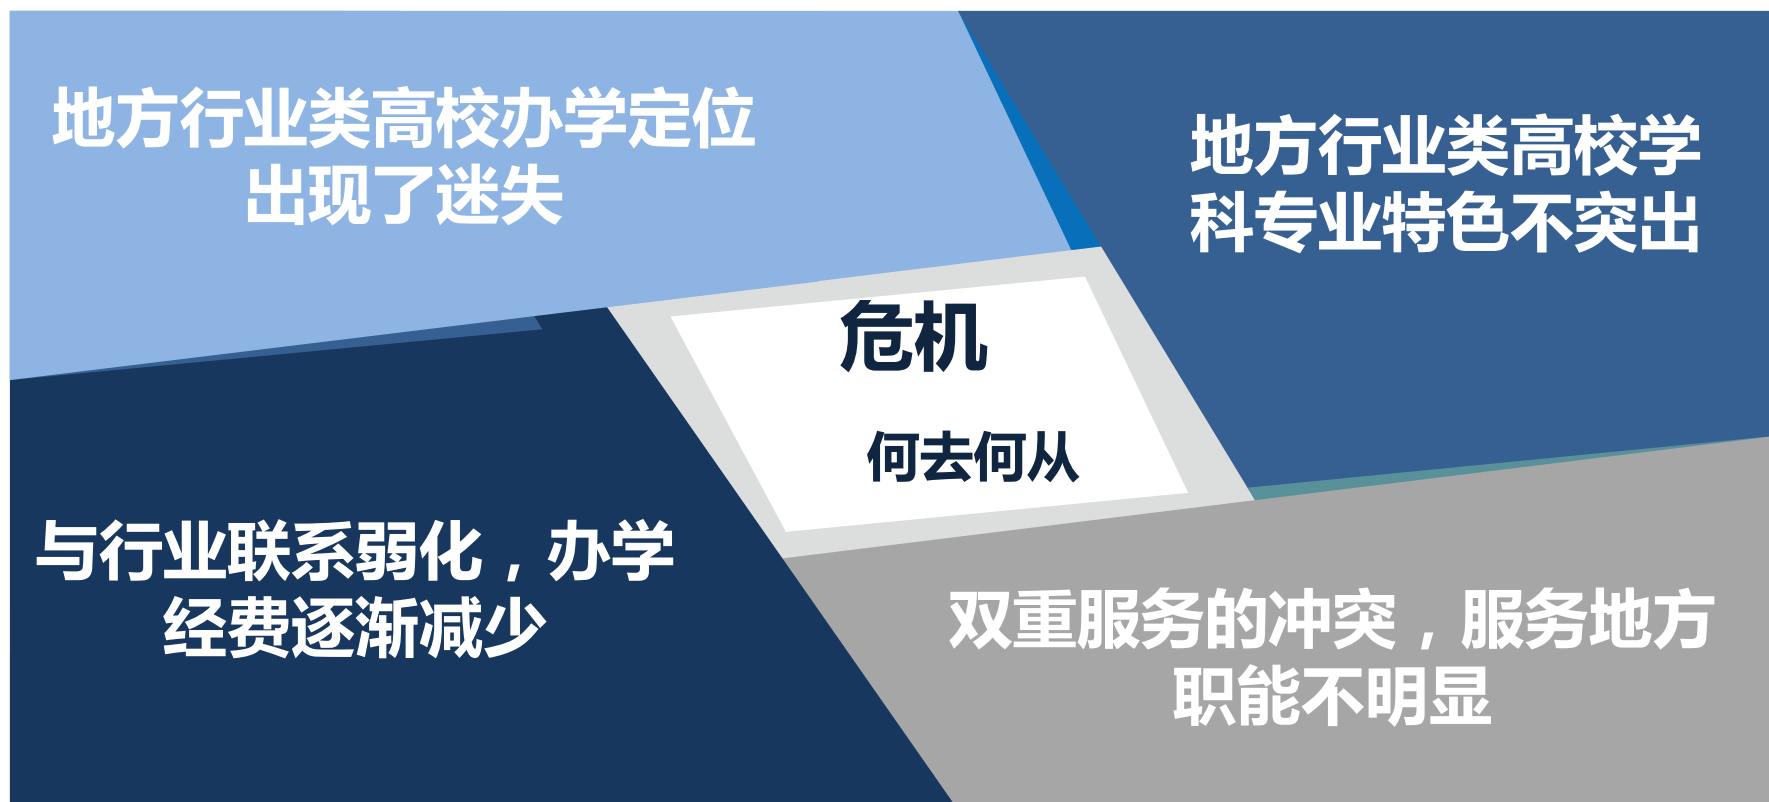 地方行业类高校办学定位
出现了迷失
地方行业类高校学
科专业特色不突出
危机
何去何从
与行业联系弱化，办学
经费逐渐减少
双重服务的冲突，服务地方
职能不明显